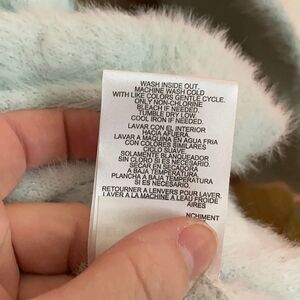 WASH INSIDE OUT.
MACHINE WASH COLD
WITH LIKE COLORS GENTLE CYCLE.
ONLY NON-CHLORINE
BLEACH IF NEEDED.
TUMBLE DRY LOW.
COOL IRON IF NEEDED.
LAVAR CON EL INTERIOR
HACIA AFUERA.
LAVAR A MAQUINA EN AGUA FRIA
CON COLORES SIMILARES
CICLO SUAVE.
SOLAMENTE BLANQUEADOR
SIN CLORO SI ES NECESARIO.
SECAR EN SECADORA
A BAJA TEMPERATURA.
PLANCHA A BAJA TEMPERATURA
SI ES NECESARIO.
RETOURNER A L'ENVERS POUR LAVER.
LAVER A LA MACHINE A L'EAU FROIDE
AIRES
NCHIMENT